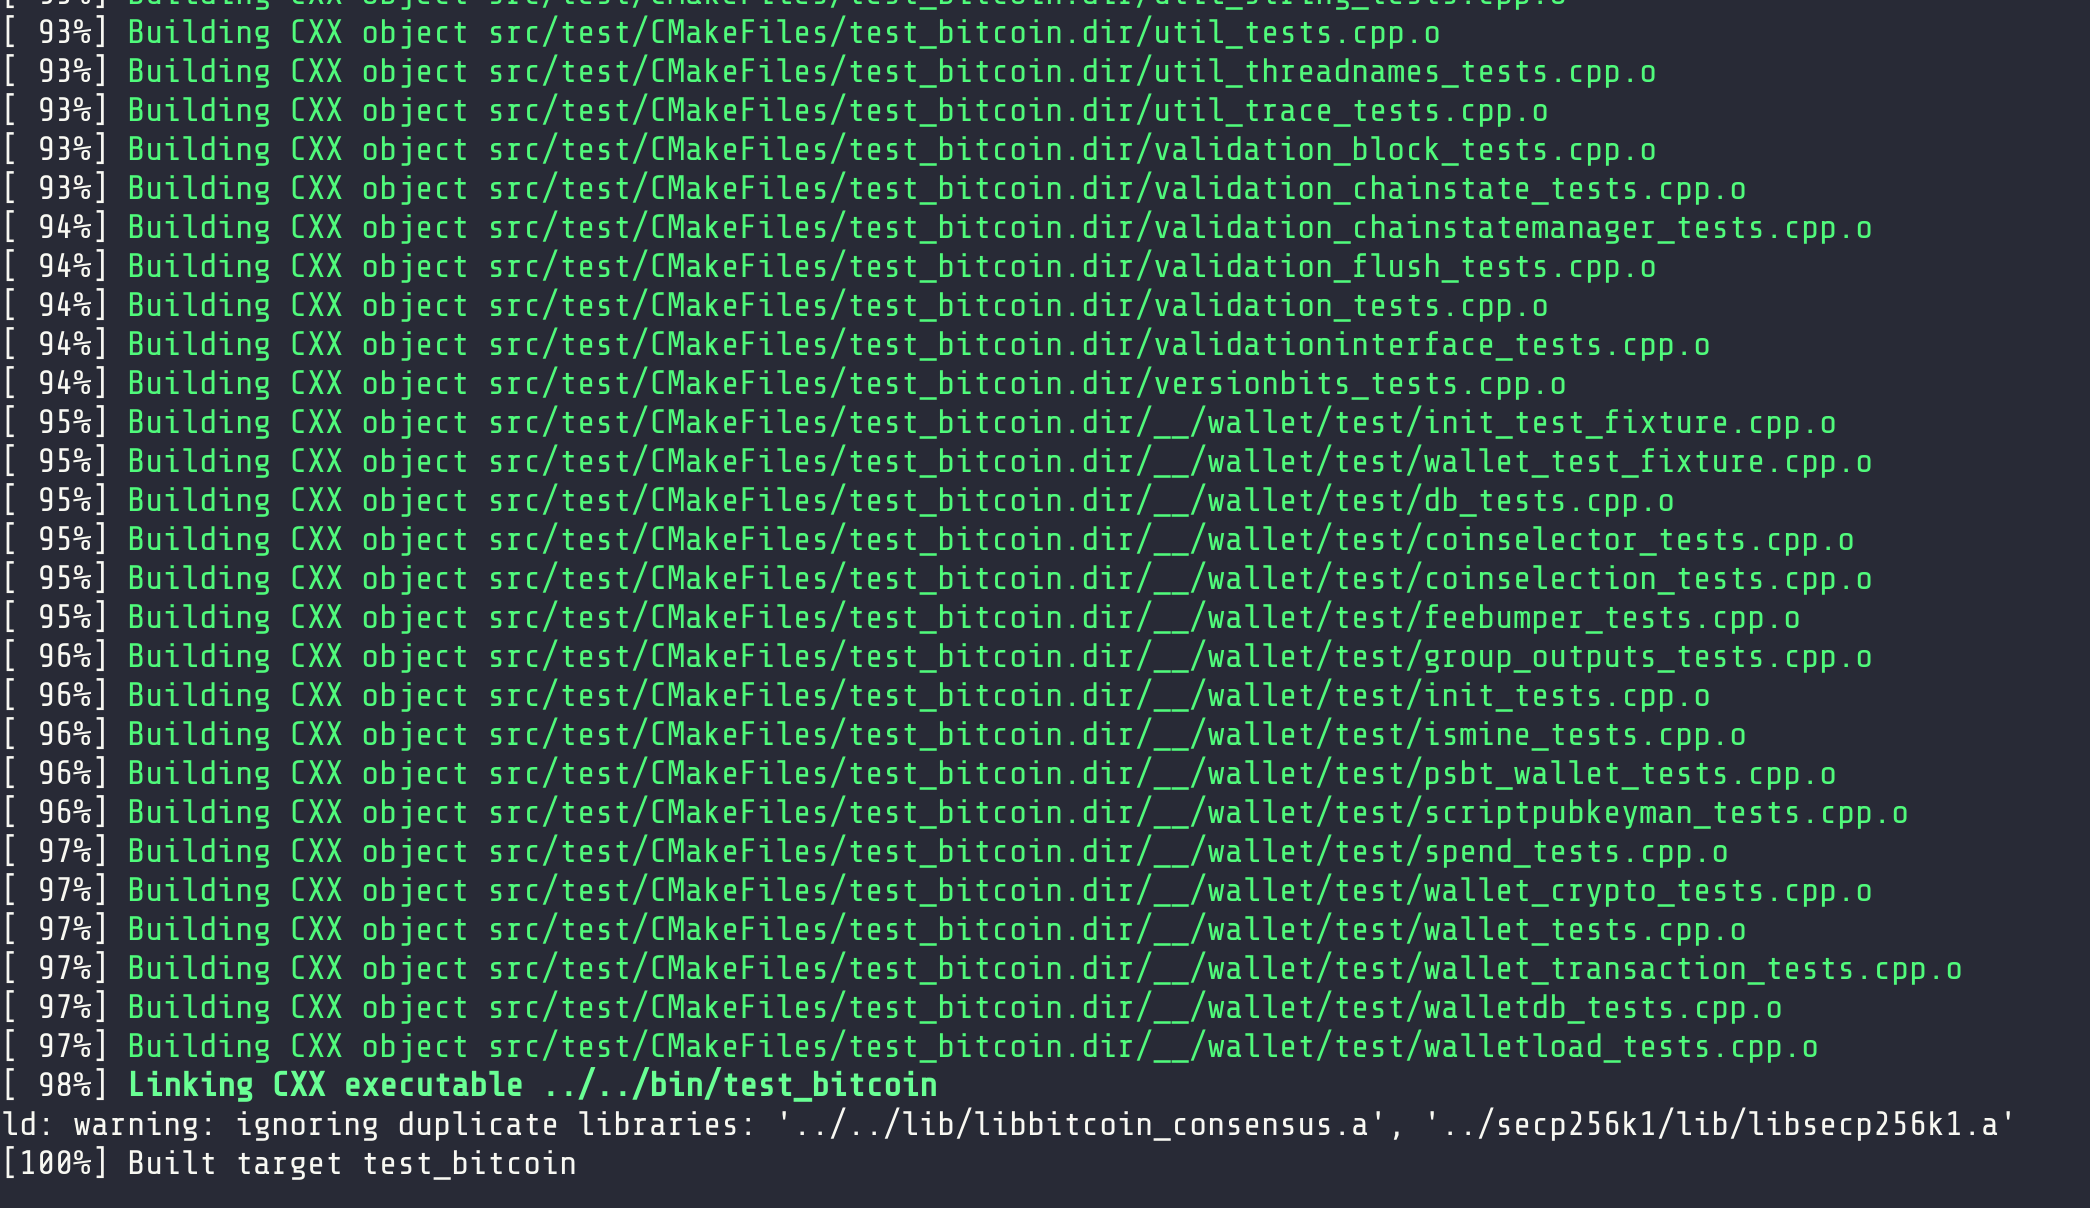 [ 93%] Building CXX object src/test/CMakeFiles/test_bitcoin.dir/util_string_tests.cpp.o
[ 93%] Building CXX object src/test/CMakeFiles/test_bitcoin.dir/util_tests.cpp.o
[ 93%] Building CXX object src/test/CMakeFiles/test_bitcoin.dir/util_threadnames_tests.cpp.o
[ 93%] Building CXX object src/test/CMakeFiles/test_bitcoin.dir/util_trace_tests.cpp.o
[ 93%] Building CXX object src/test/CMakeFiles/test_bitcoin.dir/validation_block_tests.cpp.o
[ 93%] Building CXX object src/test/CMakeFiles/test_bitcoin.dir/validation_chainstate_tests.cpp.o
[ 94%] Building CXX object src/test/CMakeFiles/test_bitcoin.dir/validation_chainstatemanager_tests.cpp.o
[ 94%] Building CXX object src/test/CMakeFiles/test_bitcoin.dir/validation_flush_tests.cpp.o
[ 94%] Building CXX object src/test/CMakeFiles/test_bitcoin.dir/validation_tests.cpp.o
[ 94%] Building CXX object src/test/CMakeFiles/test_bitcoin.dir/validationinterface_tests.cpp.o
[ 94%] Building CXX object src/test/CMakeFiles/test_bitcoin.dir/versionbits_tests.cpp.o
[ 95%] Building CXX object src/test/CMakeFiles/test_bitcoin.dir/__/wallet/test/init_test_fixture.cpp.o
[ 95%] Building CXX object src/test/CMakeFiles/test_bitcoin.dir/__/wallet/test/wallet_test_fixture.cpp.o
[ 95%] Building CXX object src/test/CMakeFiles/test_bitcoin.dir/__/wallet/test/db_tests.cpp.o
[ 95%] Building CXX object src/test/CMakeFiles/test_bitcoin.dir/__/wallet/test/coinselector_tests.cpp.o
[ 95%] Building CXX object src/test/CMakeFiles/test_bitcoin.dir/__/wallet/test/coinselection_tests.cpp.o
[ 95%] Building CXX object src/test/CMakeFiles/test_bitcoin.dir/__/wallet/test/feebumper_tests.cpp.o
[ 96%] Building CXX object src/test/CMakeFiles/test_bitcoin.dir/__/wallet/test/group_outputs_tests.cpp.o
[ 96%] Building CXX object src/test/CMakeFiles/test_bitcoin.dir/__/wallet/test/init_tests.cpp.o
[ 96%] Building CXX object src/test/CMakeFiles/test_bitcoin.dir/__/wallet/test/ismine_tests.cpp.o
[ 96%] Building CXX object src/test/CMakeFiles/test_bitcoin.dir/__/wallet/test/psbt_wallet_tests.cpp.o
[ 96%] Building CXX object src/test/CMakeFiles/test_bitcoin.dir/__/wallet/test/scriptpubkeyman_tests.cpp.o
[ 97%] Building CXX object src/test/CMakeFiles/test_bitcoin.dir/__/wallet/test/spend_tests.cpp.o
[ 97%] Building CXX object src/test/CMakeFiles/test_bitcoin.dir/__/wallet/test/wallet_crypto_tests.cpp.o
[ 97%] Building CXX object src/test/CMakeFiles/test_bitcoin.dir/__/wallet/test/wallet_tests.cpp.o
[ 97%] Building CXX object src/test/CMakeFiles/test_bitcoin.dir/__/wallet/test/wallet_transaction_tests.cpp.o
[ 97%] Building CXX object src/test/CMakeFiles/test_bitcoin.dir/__/wallet/test/walletdb_tests.cpp.o
[ 97%] Building CXX object src/test/CMakeFiles/test_bitcoin.dir/__/wallet/test/walletload_tests.cpp.o
[ 98%] Linking CXX executable ../../bin/test_bitcoin
ld: warning: ignoring duplicate libraries: '../../lib/libbitcoin_consensus.a', '../secp256k1/lib/libsecp256k1.a'
[100%] Built target test_bitcoin